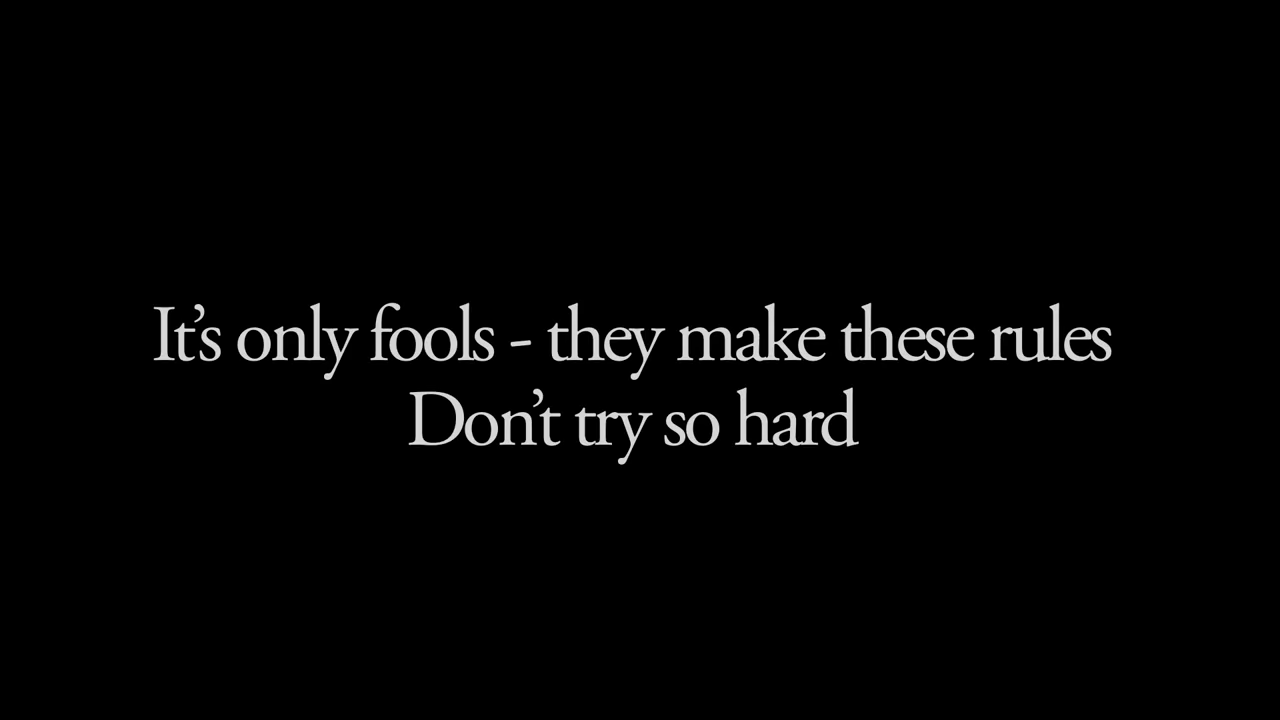 It’s only fools - they make these rules
Don’t try so hard